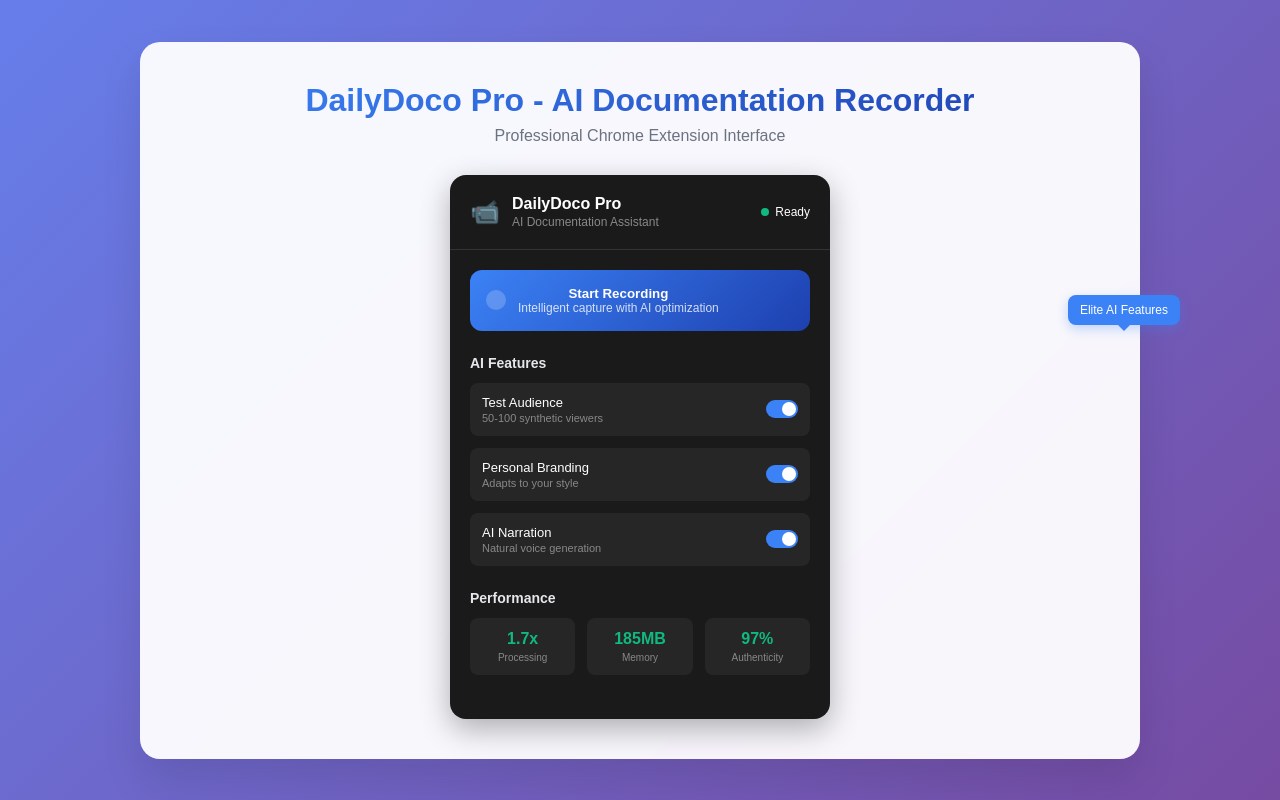 DailyDoco Pro - AI Documentation Recorder
Professional Chrome Extension Interface
DailyDoco Pro
AI Documentation Assistant
Ready
Start Recording
Intelligent capture with AI optimization
Elite AI Features
AI Features
Test Audience
50-100 synthetic viewers
Personal Branding
Adapts to your style
AI Narration
Natural voice generation
Performance
1.7x
Processing
185MB
Memory
97%
Authenticity